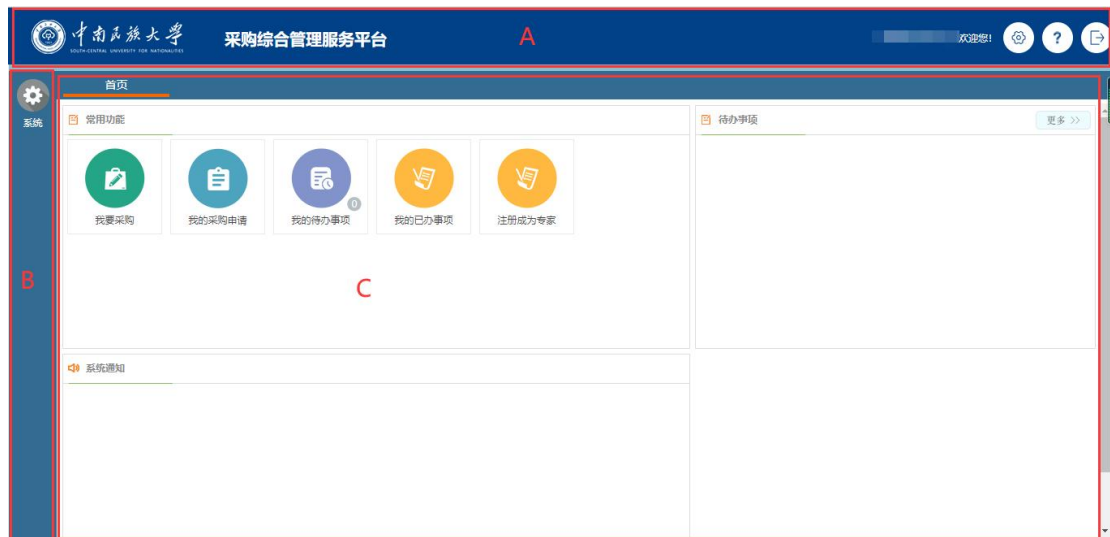 中南民族大学
SOUTH-CENTRAL UNIVERSITY FOR NATIONALITIES
采购综合管理服务平台
A
欢迎您!
?
系统
首页
常用功能
待办事项
更多 >>
我要采购
我的采购申请
0
我的待办事项
我的已办事项
注册成为专家
B
C
系统通知